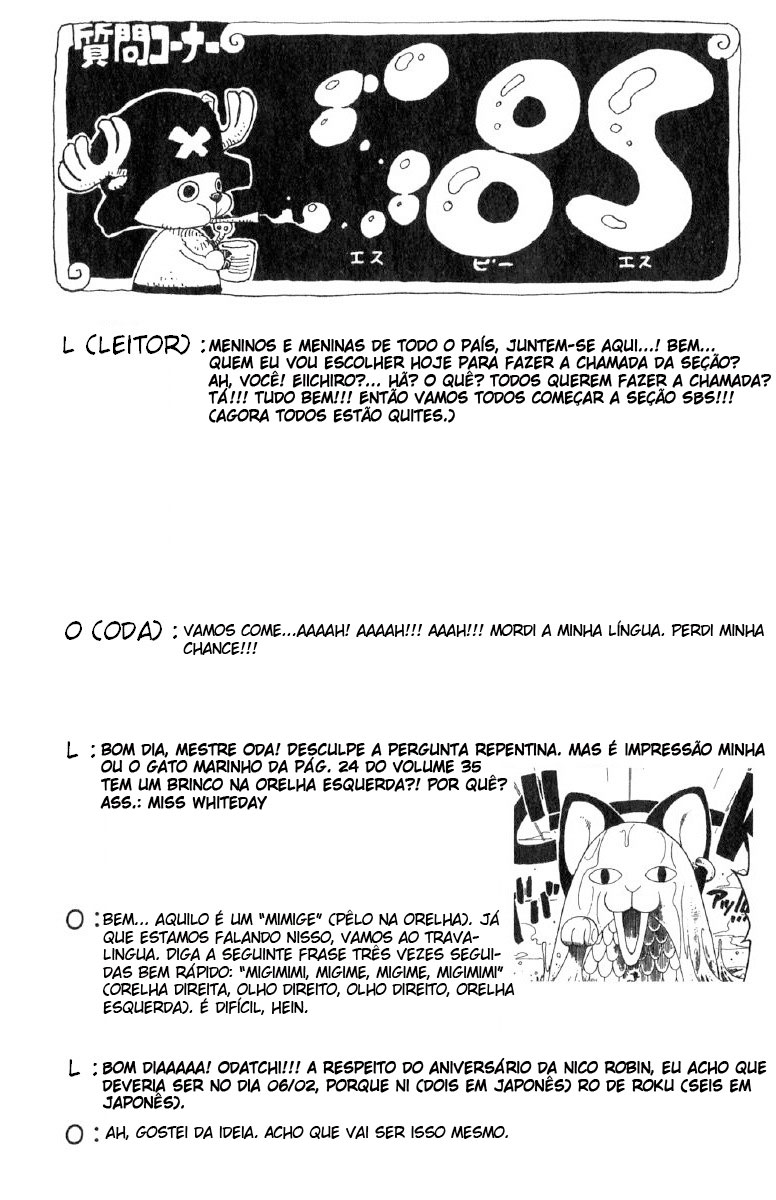 質問コーナー
SBS
エス ビー エス
L (LEITOR) : MENINOS E MENINAS DE TODO O PAÍS, JUNTEM-SE AQUI...! BEM...
QUEM EU VOU ESCOLHER HOJE PARA FAZER A CHAMADA DA SEÇÃO?
AH, VOCÊ! EIICHIRO?... HÃ? O QUÊ? TODOS QUEREM FAZER A CHAMADA?
TÁ!!! TUDO BEM!!! ENTÃO VAMOS TODOS COMEÇAR A SEÇÃO SBS!!!
(AGORA TODOS ESTÃO QUITES.)
O (ODA) : VAMOS COME...AAAAH! AAAAH!!! AAAH!!! MORDI A MINHA LÍNGUA. PERDI MINHA
CHANCE!!!
L : BOM DIA, MESTRE ODA! DESCULPE A PERGUNTA REPENTINA. MAS É IMPRESSÃO MINHA
OU O GATO MARINHO DA PÁG. 24 DO VOLUME 35
TEM UM BRINCO NA ORELHA ESQUERDA?! POR QUÊ?
ASS.: MISS WHITEDAY
O : BEM... AQUILO É UM "MIMIGE" (PÊLO NA ORELHA). JÁ
QUE ESTAMOS FALANDO NISSO, VAMOS AO TRAVA-
LINGUA. DIGA A SEGUINTE FRASE TRÊS VEZES SEGUI-
DAS BEM RÁPIDO: "MIGIMIMI, MIGIME, MIGIME, MIGIMIMI"
(ORELHA DIREITA, OLHO DIREITO, OLHO DIREITO, ORELHA
ESQUERDA). É DIFÍCIL, HEIN.
L : BOM DIAAAAA! ODATCHI!!! A RESPEITO DO ANIVERSÁRIO DA NICO ROBIN, EU ACHO QUE
DEVERIA SER NO DIA 06/02, PORQUE NI (DOIS EM JAPONÊS) RO DE ROKU (SEIS EM
JAPONÊS).
O : AH, GOSTEI DA IDEIA. ACHO QUE VAI SER ISSO MESMO.